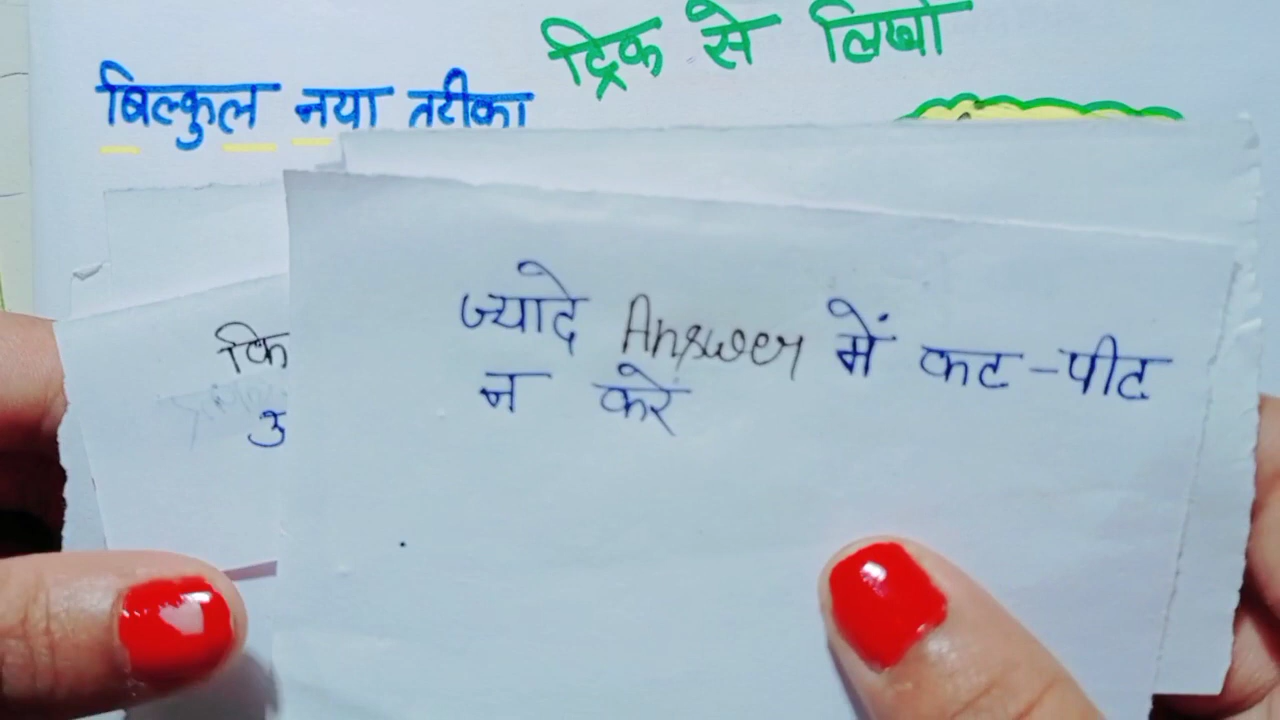 ट्रिक से लिखो
बिल्कुल नया तरीका
ज्यादे Answer में कट-पीट
न करें
कि
उ